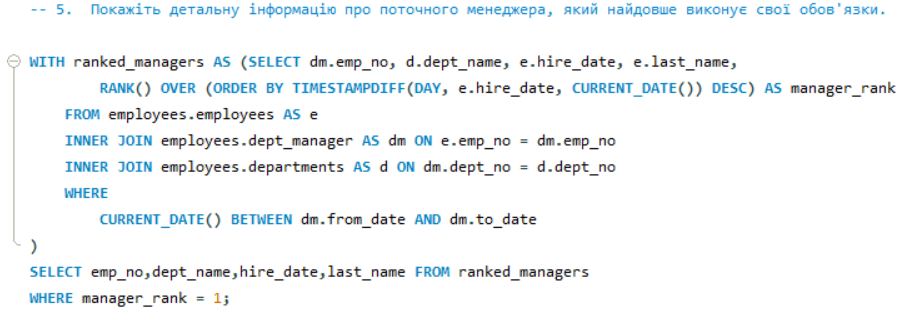 -- 5.  Покажіть детальну інформацію про поточного менеджера, який найдовше виконує свої обов'язки.
WITH ranked_managers AS (SELECT dm.emp_no, d.dept_name, e.hire_date, e.last_name,
RANK() OVER (ORDER BY TIMESTAMPDIFF(DAY, e.hire_date, CURRENT_DATE()) DESC) AS manager_rank
FROM employees.employees AS e
INNER JOIN employees.dept_manager AS dm ON e.emp_no = dm.emp_no
INNER JOIN employees.departments AS d ON dm.dept_no = d.dept_no
WHERE
CURRENT_DATE() BETWEEN dm.from_date AND dm.to_date
)
SELECT emp_no,dept_name,hire_date,last_name FROM ranked_managers
WHERE manager_rank = 1;